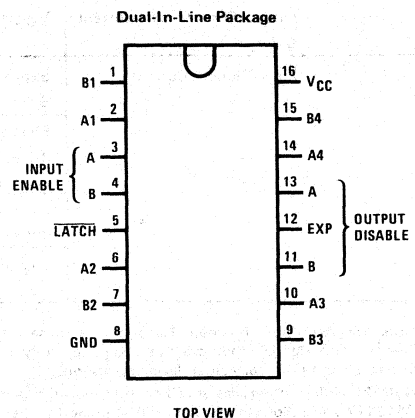 Dual-In-Line Package
B1 1 16 VCC
A1 2 15 B4
INPUT ENABLE A 3 14 A4
B 4 13 A OUTPUT DISABLE
LATCH 5 12 EXP
A2 6 11 B
B2 7 10 A3
GND 8 9 B3
TOP VIEW